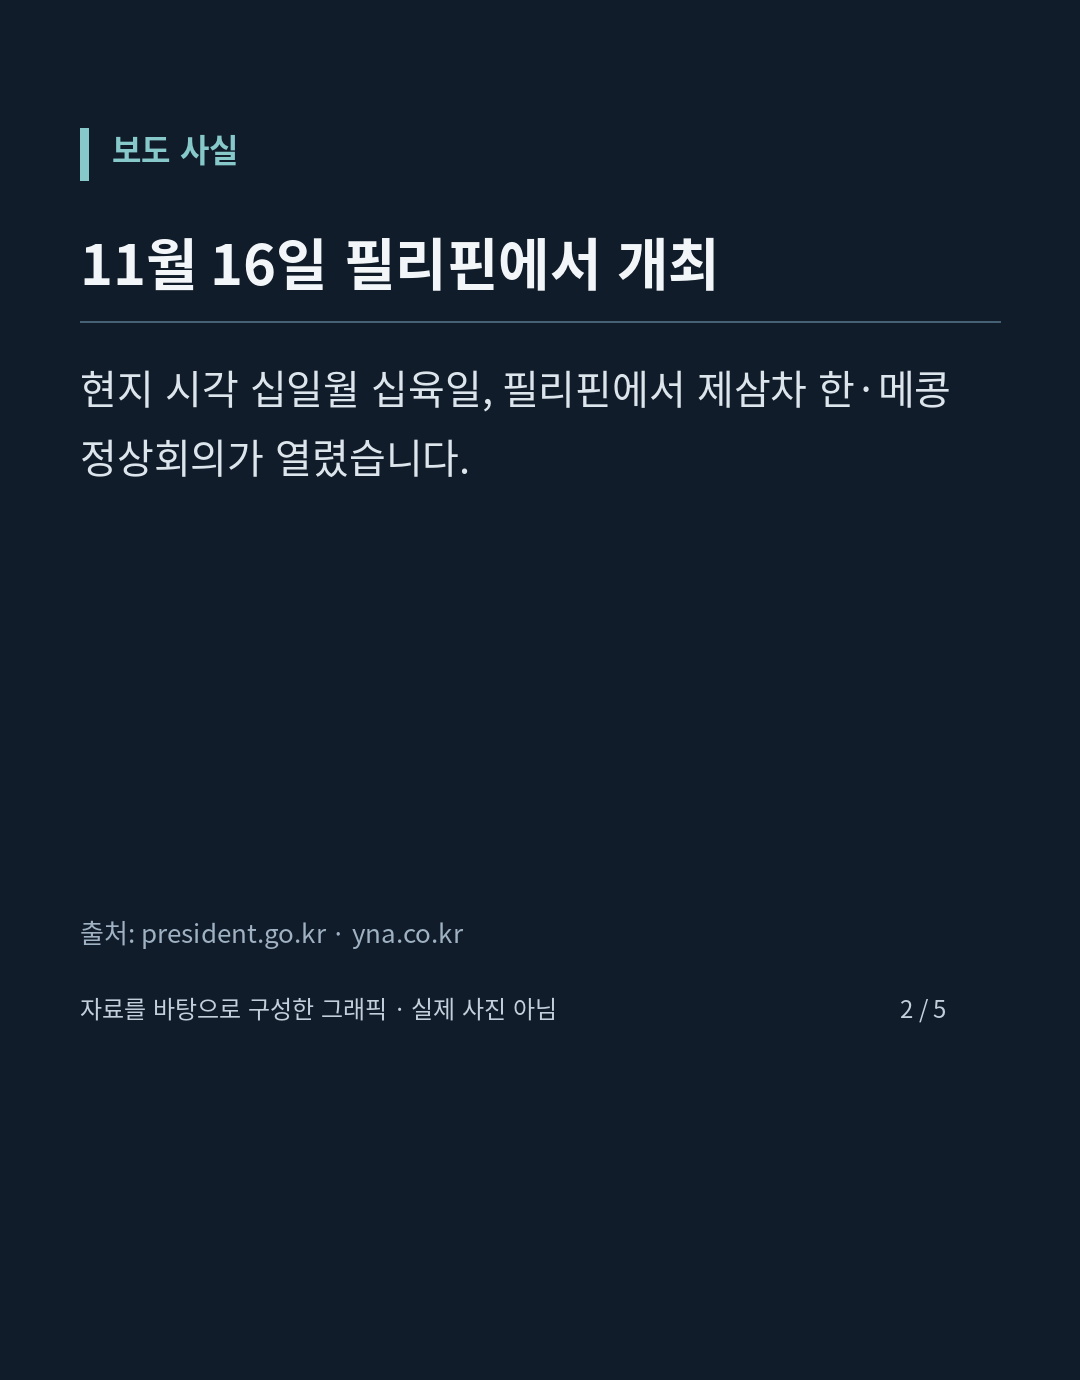 보도 사실
11월 16일 필리핀에서 개최
현지 시각 십일월 십육일, 필리핀에서 제삼차 한·메콩
정상회의가 열렸습니다.
출처: president.go.kr · yna.co.kr
자료를 바탕으로 구성한 그래픽 · 실제 사진 아님
2 / 5